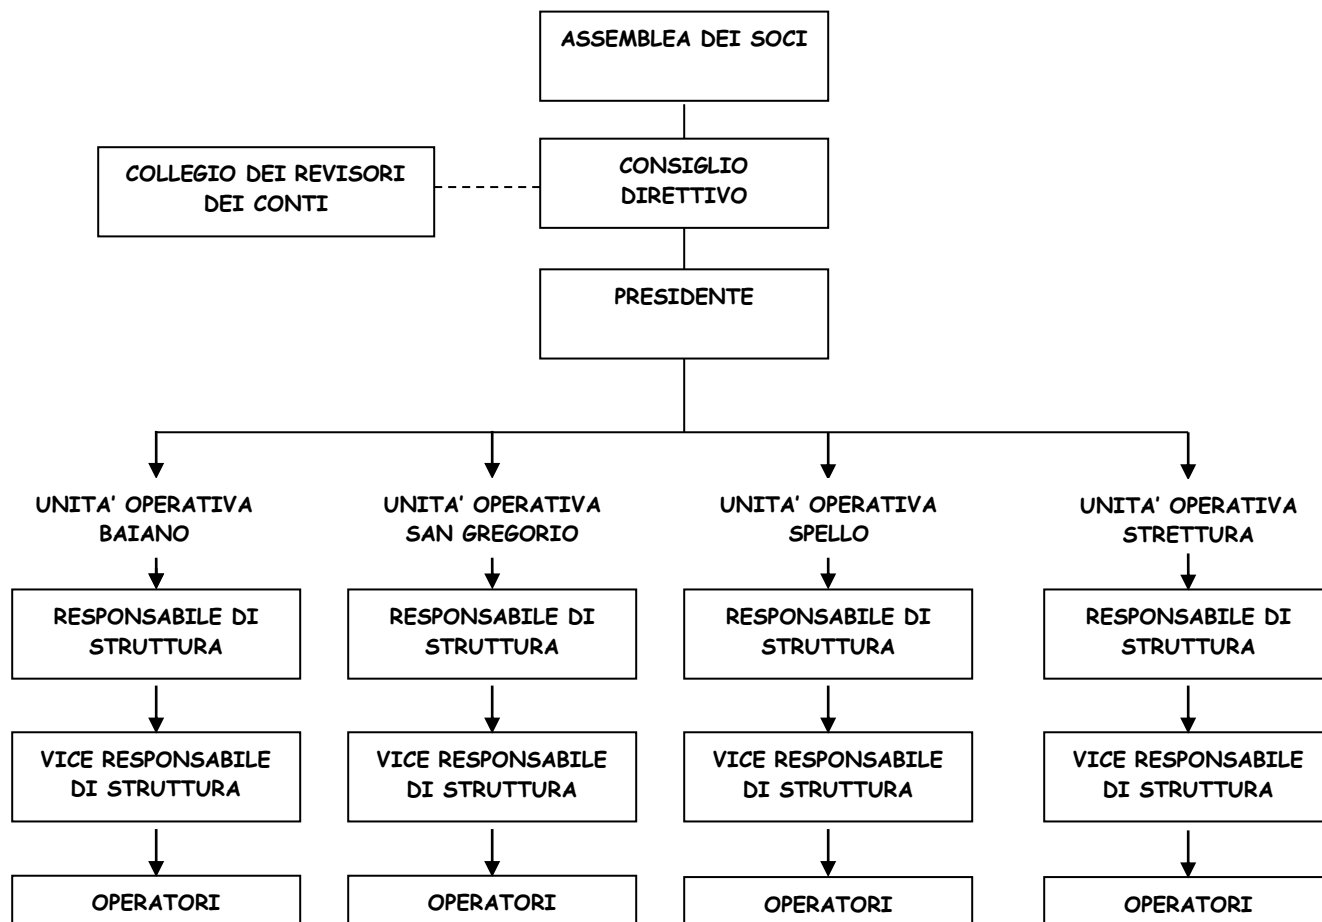 ASSEMBLEA DEI SOCI
COLLEGIO DEI REVISORI
DEI CONTI
CONSIGLIO
DIRETTIVO
PRESIDENTE
UNITA' OPERATIVA
BAIANO
UNITA' OPERATIVA
SAN GREGORIO
UNITA' OPERATIVA
SPELLO
UNITA' OPERATIVA
STRETTURA
RESPONSABILE DI
STRUTTURA
RESPONSABILE DI
STRUTTURA
RESPONSABILE DI
STRUTTURA
RESPONSABILE DI
STRUTTURA
VICE RESPONSABILE
DI STRUTTURA
VICE RESPONSABILE
DI STRUTTURA
VICE RESPONSABILE
DI STRUTTURA
VICE RESPONSABILE
DI STRUTTURA
OPERATORI
OPERATORI
OPERATORI
OPERATORI